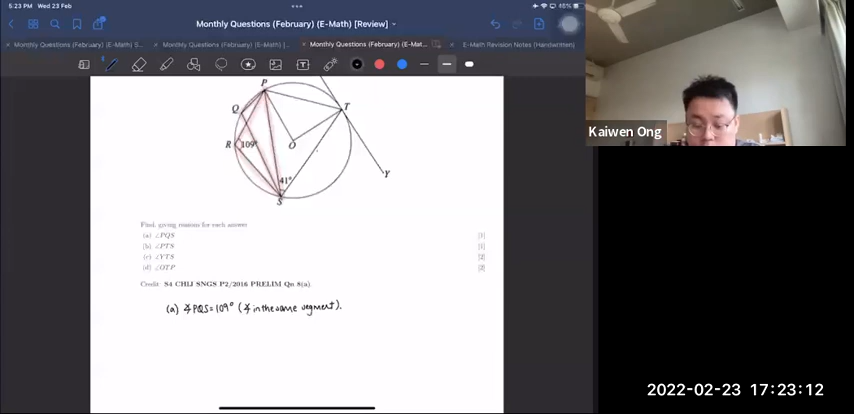 5:23 PM Wed 23 Feb
46%
Monthly Questions (February) (E-Math) [Review]
Monthly Questions (February) (E-Math) S...
Monthly Questions (February) (E-Math) [...
Monthly Questions (February) (E-Mat...
E-Math Revision Notes (Handwritten)
P
Q
T
R 109°
O
Y
41°
S
Find, giving reasons for each answer
(a) ∠PQS [1]
(b) ∠PTS [1]
(c) ∠YTS [2]
(d) ∠OTP [2]
Credit S4 CHIJ SNGS P2/2016 PRELIM Qn 8(a)
(a) ∡PQS=109° (∡ in the same segment).
Kaiwen Ong
2022-02-23 17:23:12